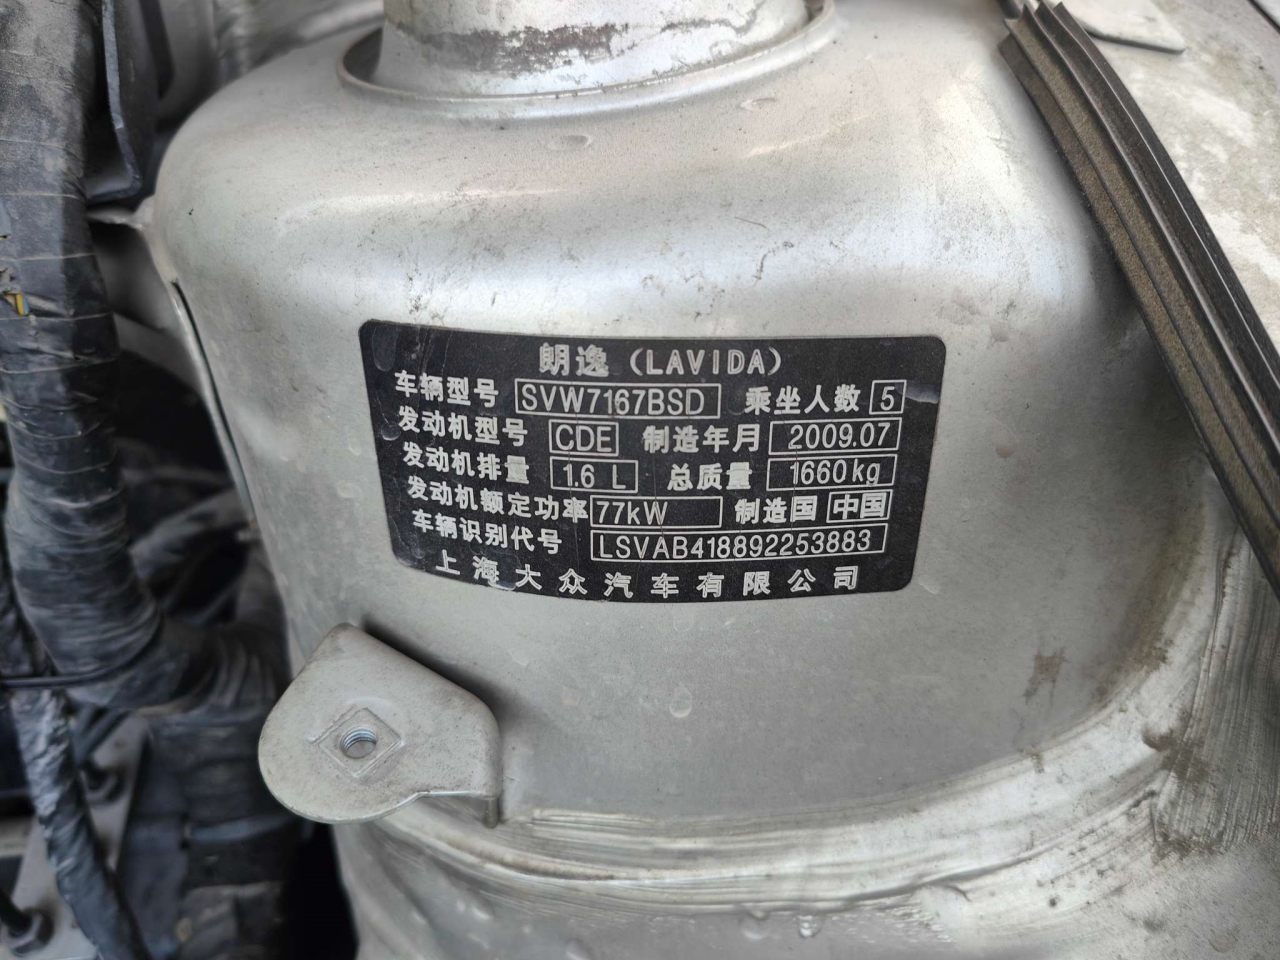 朗逸（LAVIDA）
车辆型号 SVW7167BSD 乘坐人数 5
发动机型号 CDE 制造年月 2009.07
发动机排量 1.6 L 总质量 1660kg
发动机额定功率 77kW 制造国 中国
车辆识别代号 LSVAB418892253883
上海大众汽车有限公司